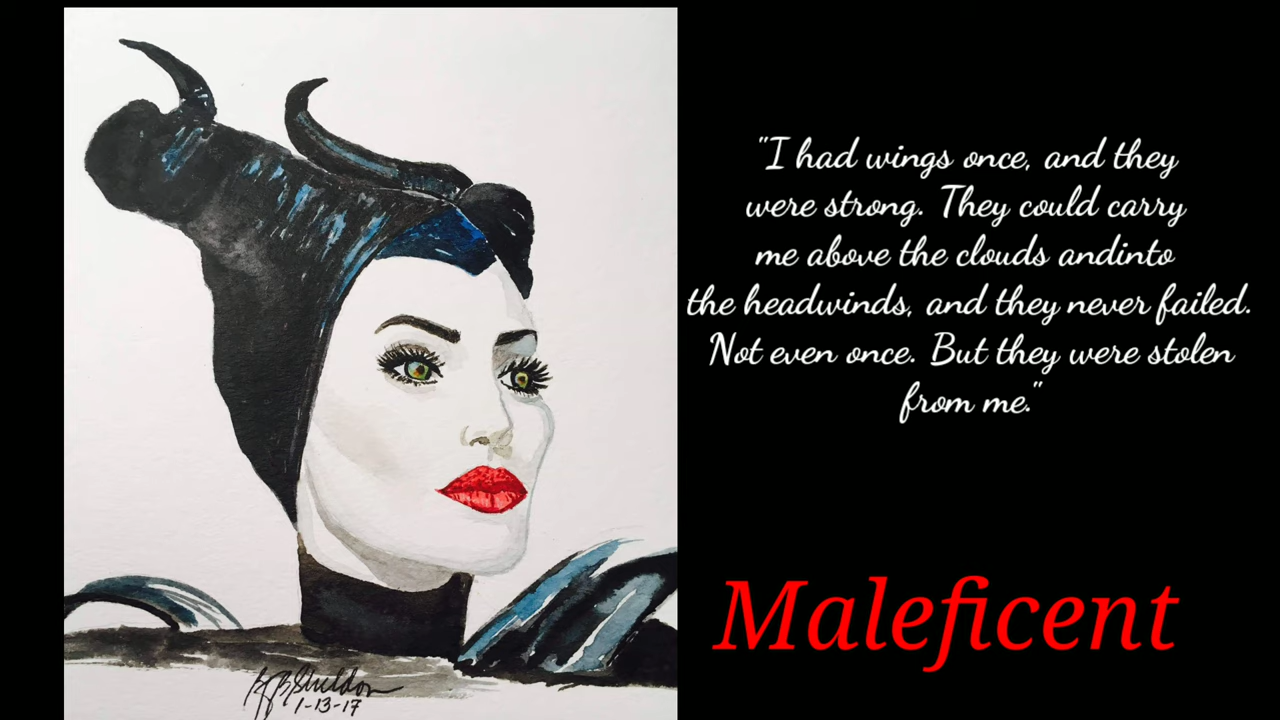 "I had wings once, and they
were strong. They could carry
me above the clouds andinto
the headwinds, and they never failed.
Not even once. But they were stolen
from me."
Maleficent
B Sheldon
1-13-17